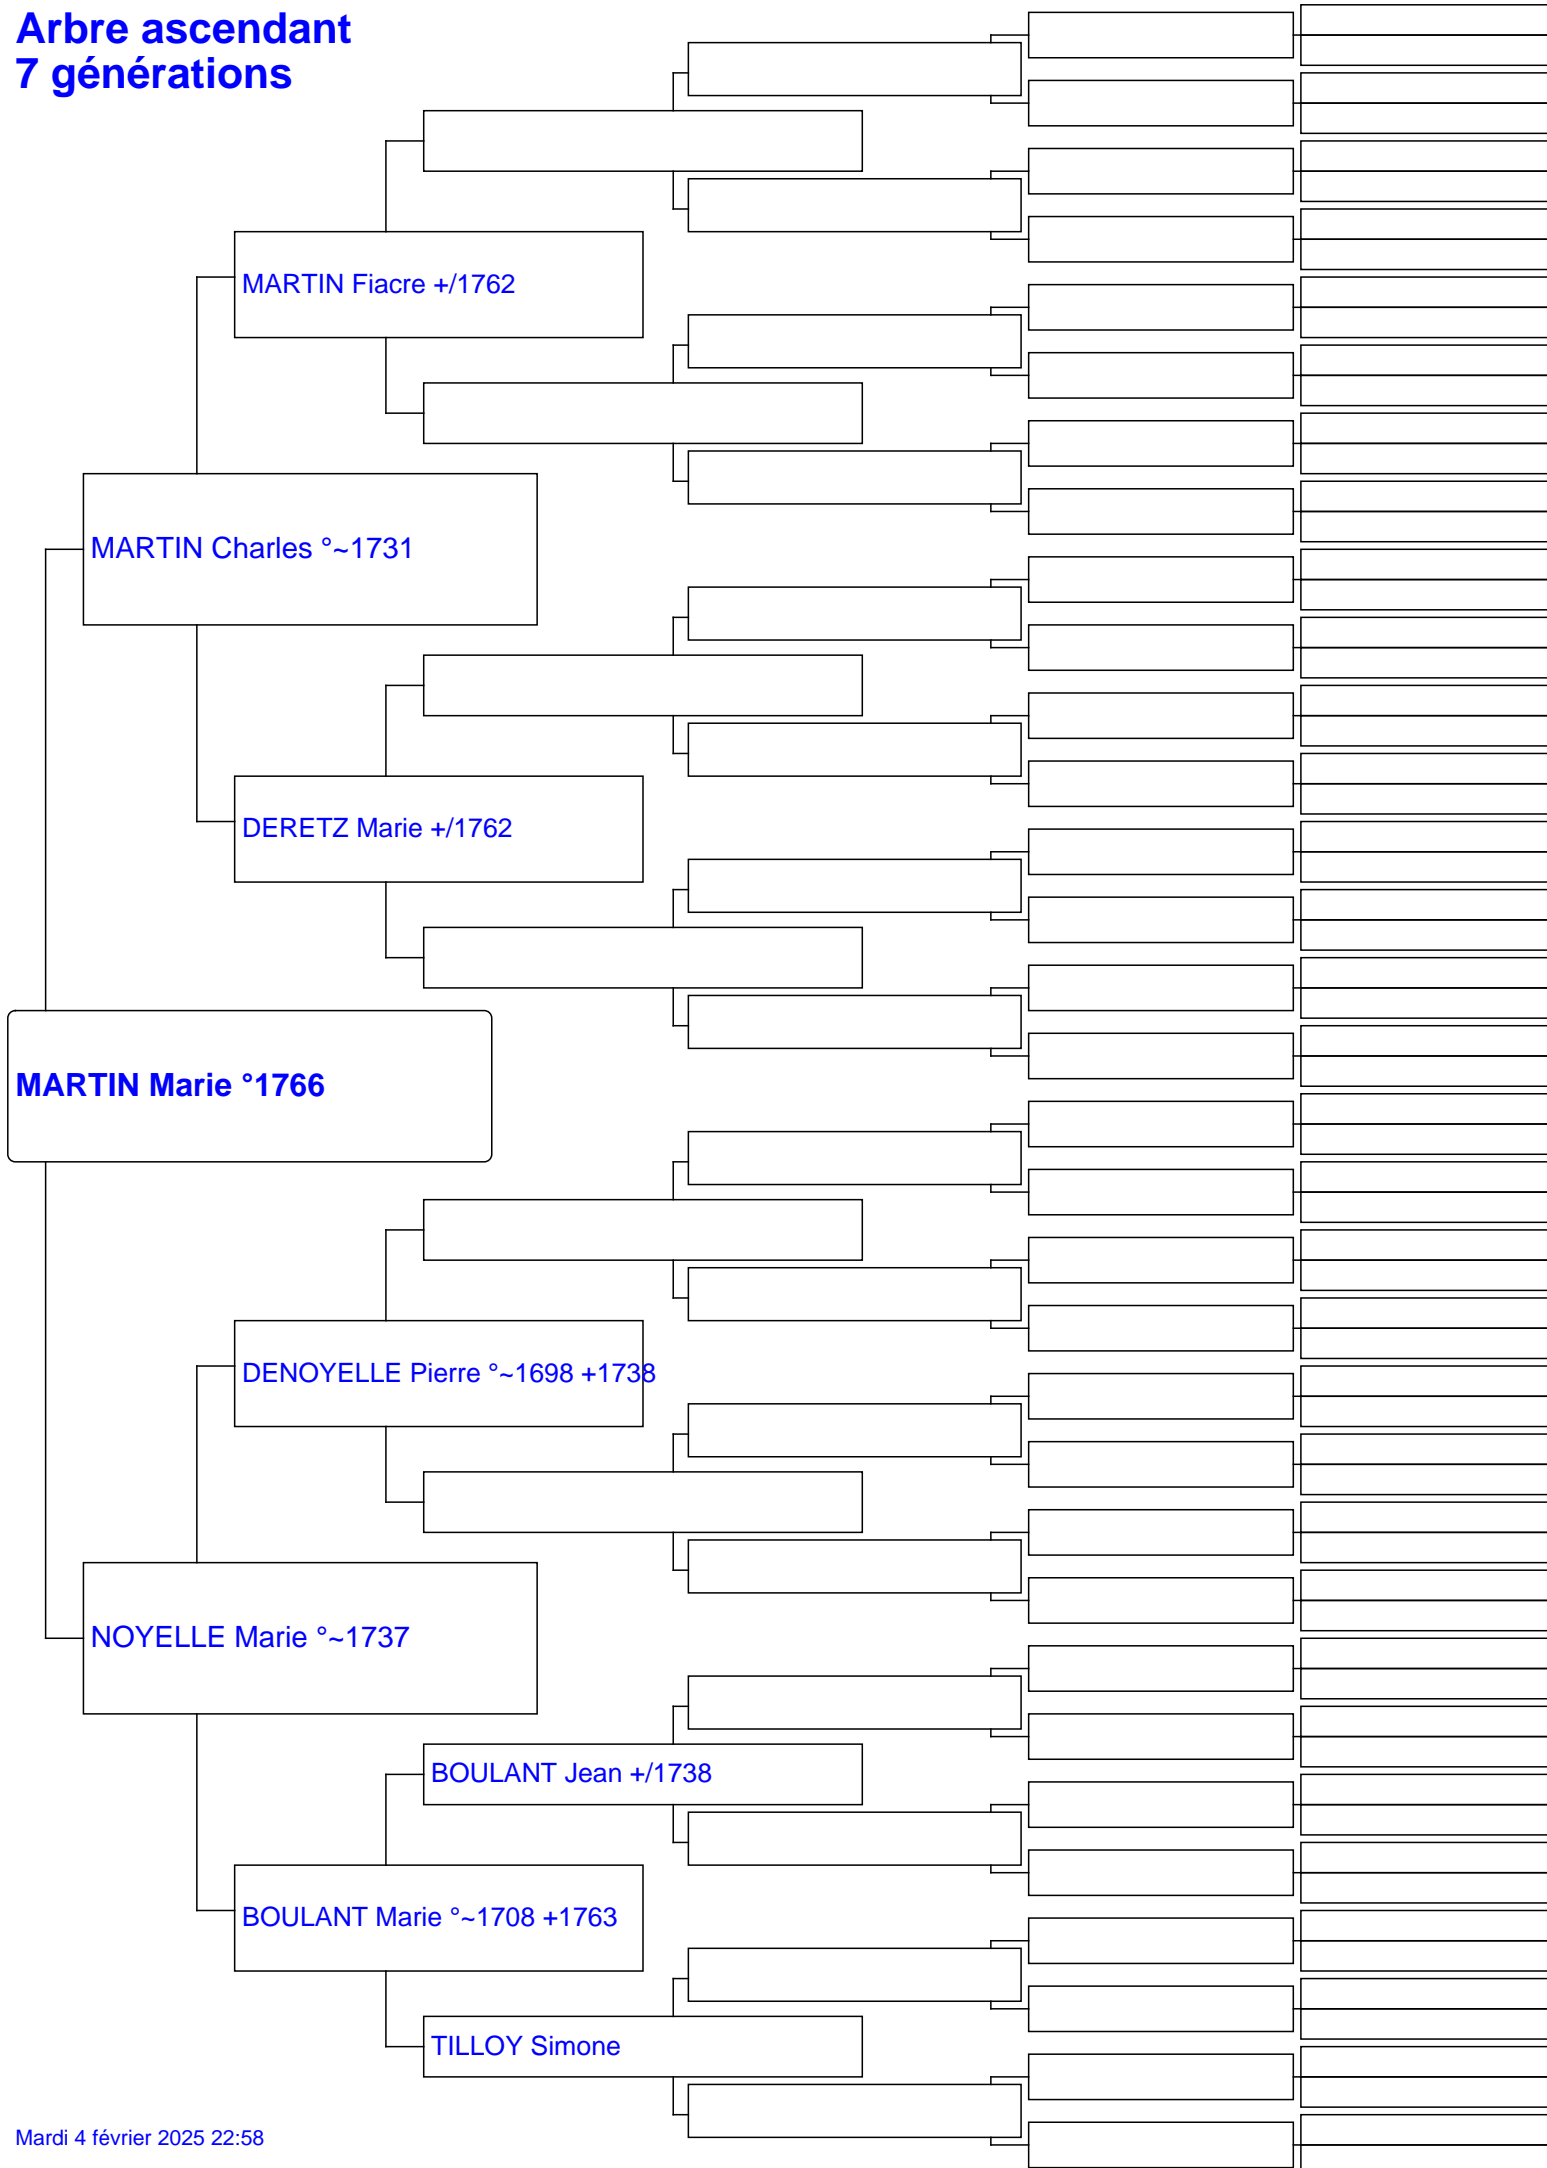 Arbre ascendant
7 générations
MARTIN Fiacre +/1762
MARTIN Charles °~1731
DERETZ Marie +/1762
MARTIN Marie °1766
DENOYELLE Pierre °~1698 +1738
NOYELLE Marie °~1737
BOULANT Jean +/1738
BOULANT Marie °~1708 +1763
TILLOY Simone
Mardi 4 février 2025 22:58